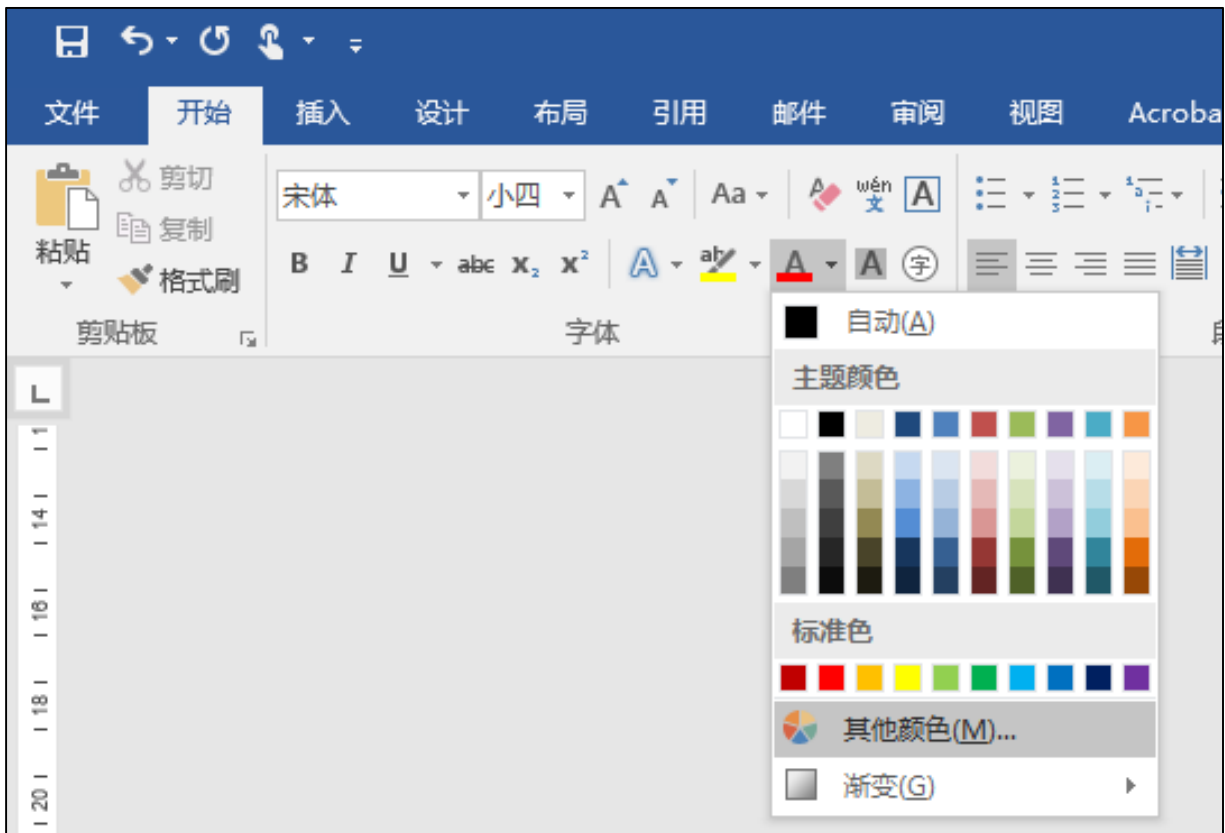 文件 开始 插入 设计 布局 引用 邮件 审阅 视图 Acroba
剪切
宋体 小四 A A Aa wén 文 A
复制
粘贴
格式刷
B I U abc X₂ X² A ab A A 字
剪贴板 字体
自动(A)
主题颜色
标准色
其他颜色(M)...
渐变(G)
L
14
16
18
20